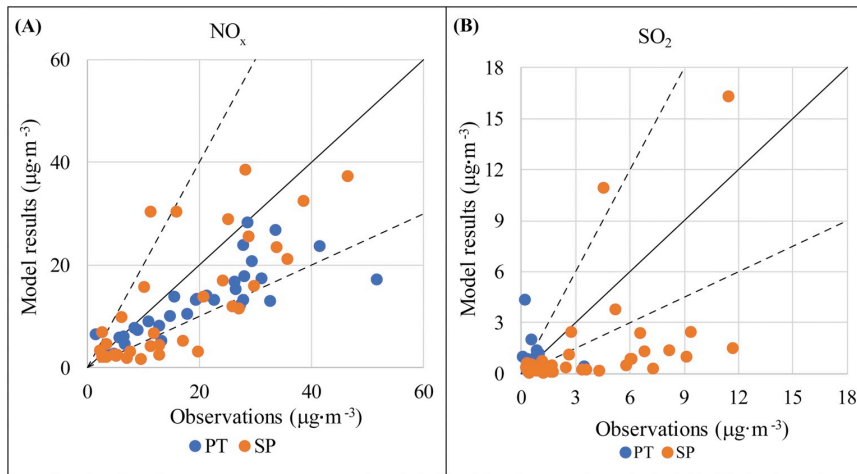 (A)
NOx
60
40
20
0
0 20 40 60
Model results (µg·m⁻³)
Observations (µg·m⁻³)
PT SP
(B)
SO2
18
15
12
9
6
3
0
0 3 6 9 12 15 18
Model results (µg·m⁻³)
Observations (µg·m⁻³)
PT SP